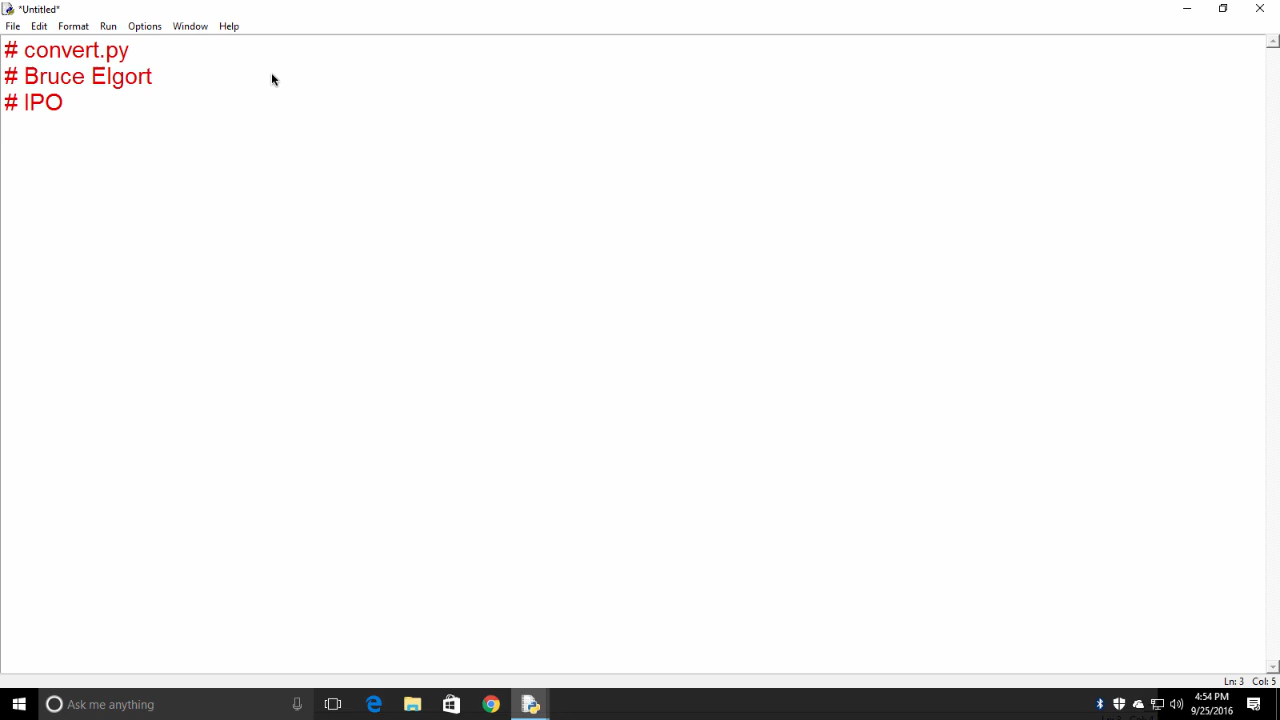 *Untitled*
File Edit Format Run Options Window Help
# convert.py
# Bruce Elgort
# IPO
Ln: 3 Col: 5
Ask me anything
4:54 PM
9/25/2016